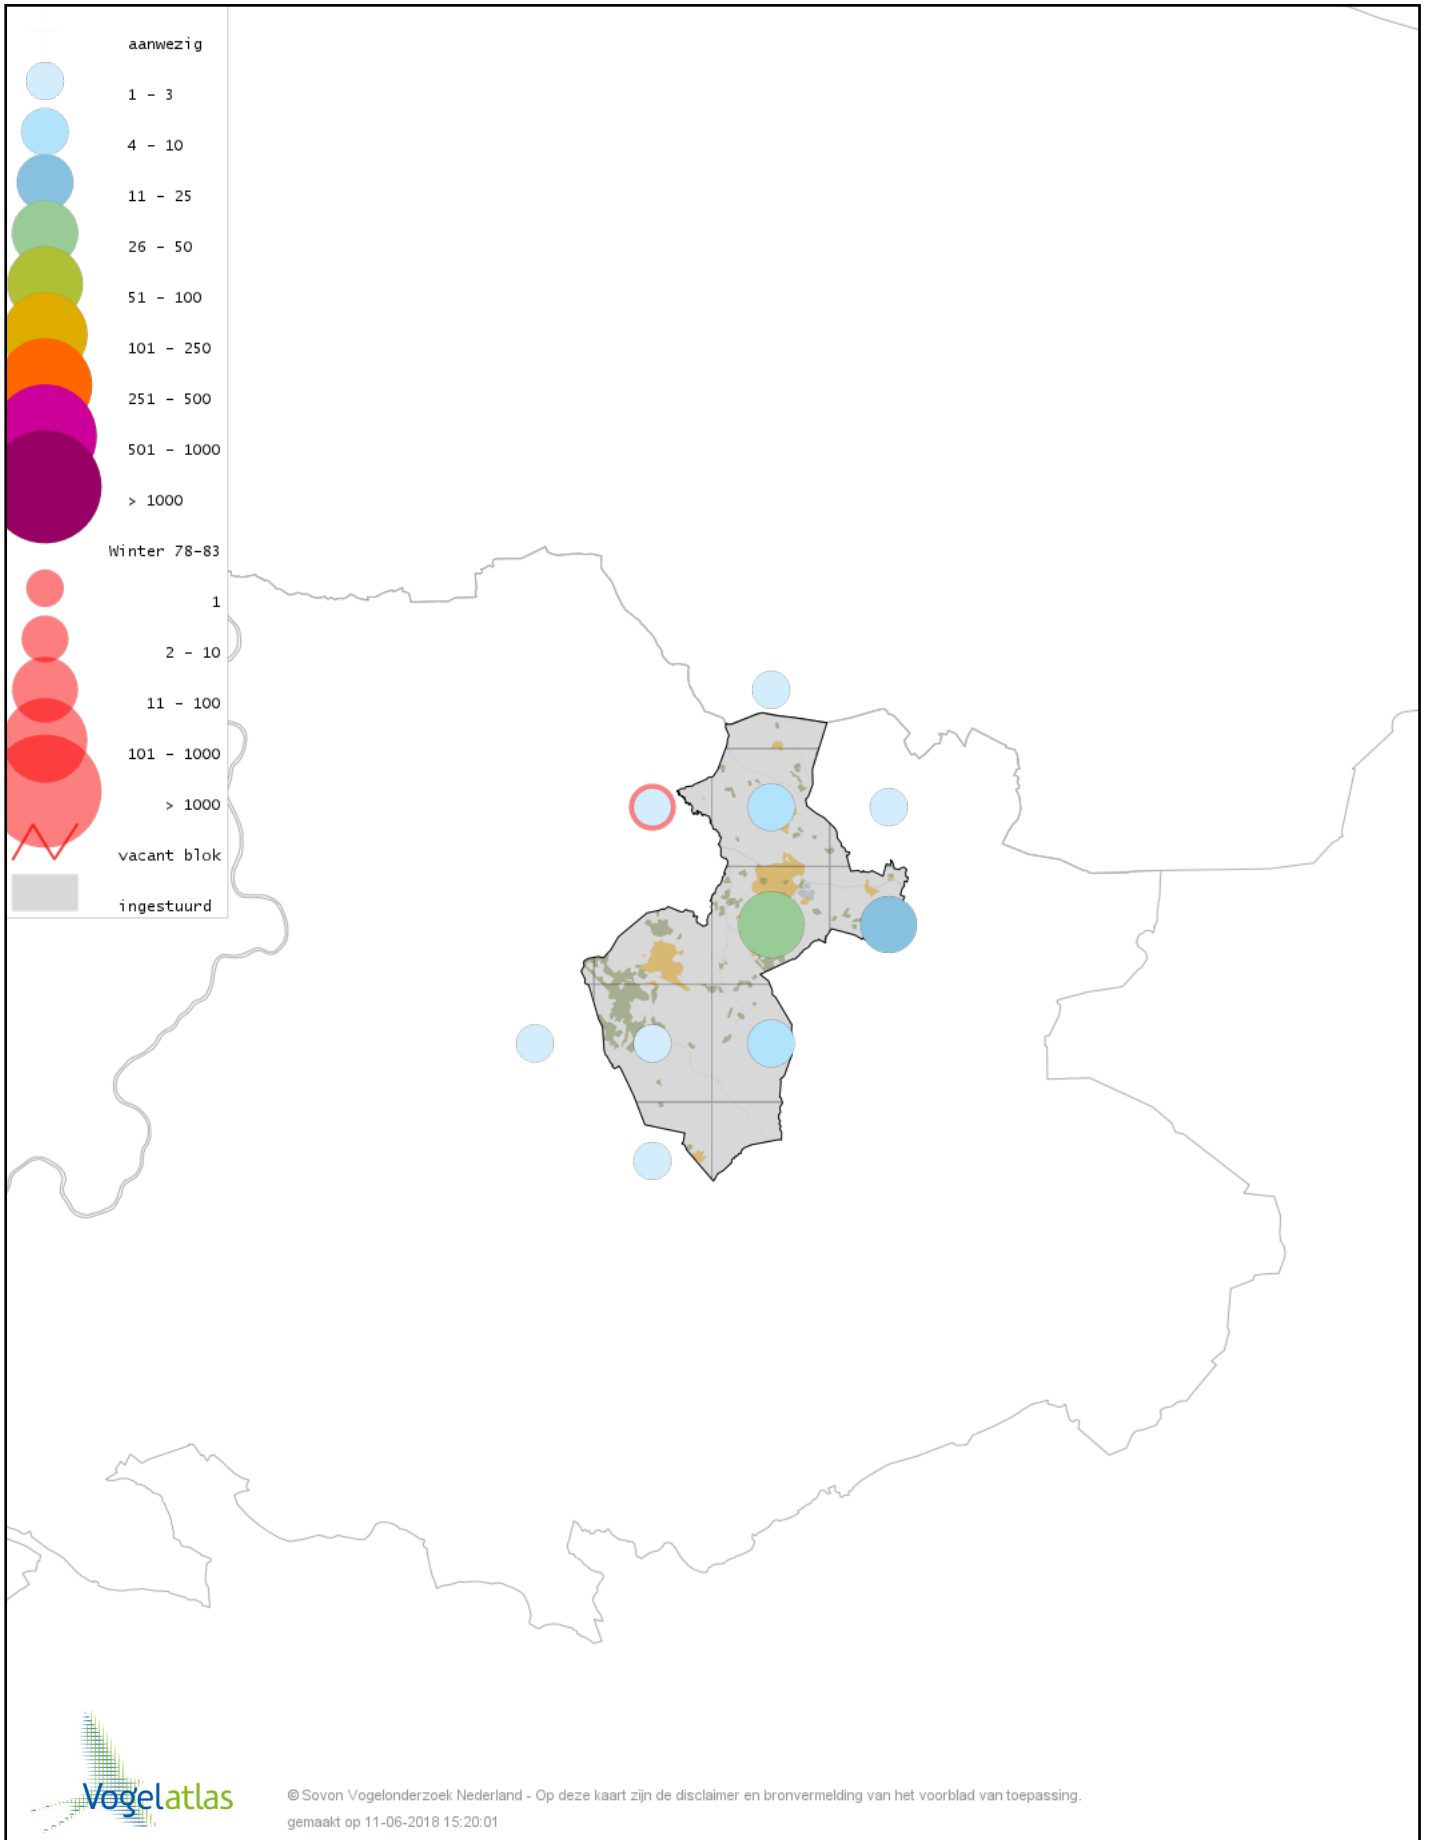 aanwezig
1 - 3
4 - 10
11 - 25
26 - 50
51 - 100
101 - 250
251 - 500
501 - 1000
> 1000
Winter 78-83
1
2 - 10
11 - 100
101 - 1000
> 1000
vacant blok
ingestuurd
Vogelatlas
© Sovon Vogelonderzoek Nederland - Op deze kaart zijn de disclaimer en bronvermelding van het voorblad van toepassing.
gemaakt op 11-06-2018 15:20:01